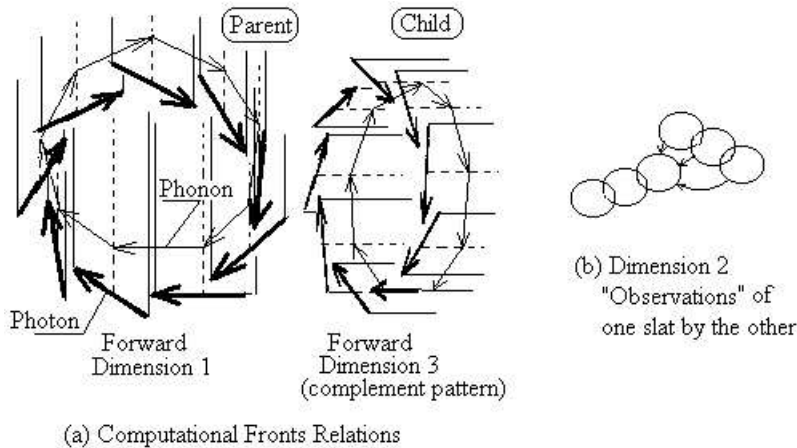 Parent
Child
Phonon
Photon
Forward
Dimension 1
Forward
Dimension 3
(complement pattern)
(a) Computational Fronts Relations
(b) Dimension 2
"Observations" of
one slat by the other